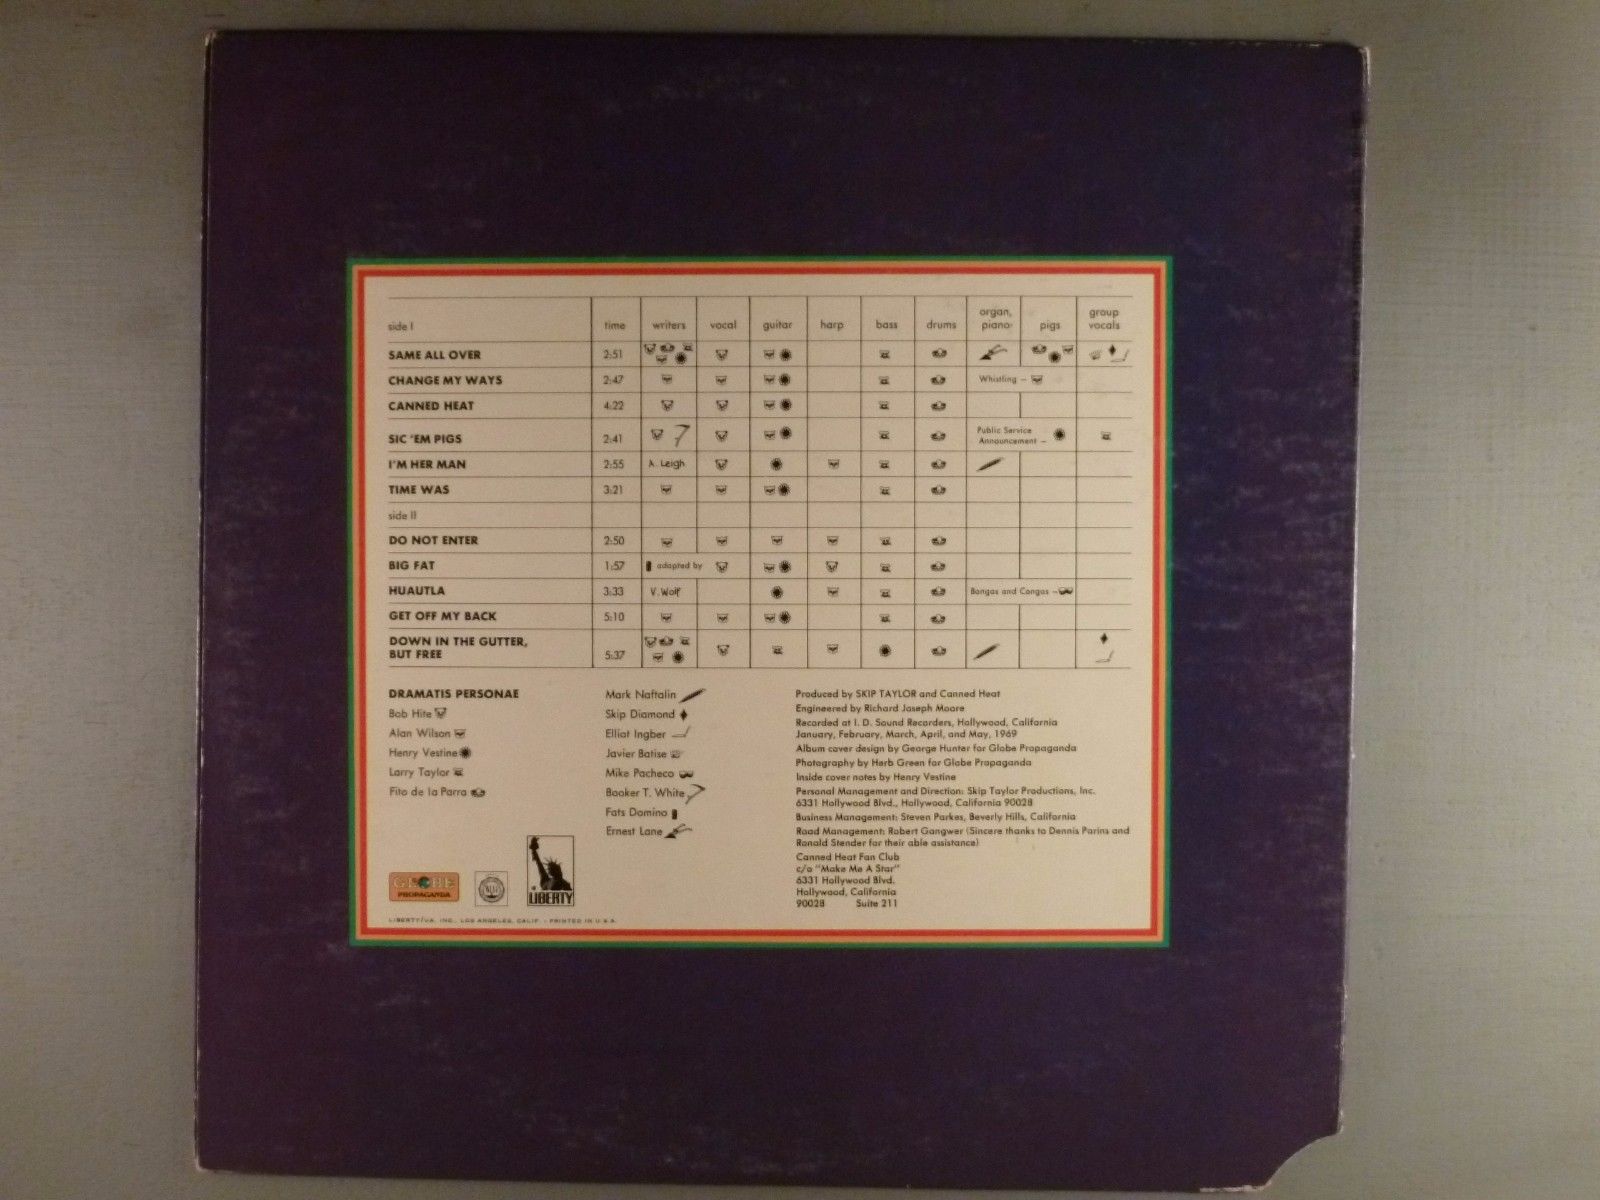 side I time writers vocal guitar harp bass drums organ, piano pigs group vocals
SAME ALL OVER 2:51
CHANGE MY WAYS 2:47 Whistling –
CANNED HEAT 4:22
SIC 'EM PIGS 2:41 Public Service Announcement –
I'M HER MAN 2:55 A. Leigh
TIME WAS 3:21
side II
DO NOT ENTER 2:50
BIG FAT 1:57 adapted by
HUAUTLA 3:33 V. Wolf Bongos and Congas –
GET OFF MY BACK 5:10
DOWN IN THE GUTTER,
BUT FREE 5:37
DRAMATIS PERSONAE
Bob Hite
Alan Wilson
Henry Vestine
Larry Taylor
Fito de la Parra
Mark Naftalin
Skip Diamond
Elliot Ingber
Javier Batise
Mike Pacheco
Booker T. White
Fats Domino
Ernest Lane
Produced by SKIP TAYLOR and Canned Heat
Engineered by Richard Joseph Moore
Recorded at I. D. Sound Recorders, Hollywood, California
January, February, March, April, and May, 1969
Album cover design by George Hunter for Globe Propaganda
Photography by Herb Green for Globe Propaganda
Inside cover notes by Henry Vestine
Personal Management and Direction: Skip Taylor Productions, Inc.
6331 Hollywood Blvd., Hollywood, California 90028
Business Management: Steven Parkes, Beverly Hills, California
Road Management: Robert Gangwer (Sincere thanks to Dennis Parins and
Ronald Stender for their able assistance)
Canned Heat Fan Club
c/o "Make Me A Star"
6331 Hollywood Blvd.
Hollywood, California
90028 Suite 211
GLOBE
PROPAGANDA
LIBERTY
LIBERTY/UA, INC., LOS ANGELES, CALIF. - PRINTED IN U.S.A.